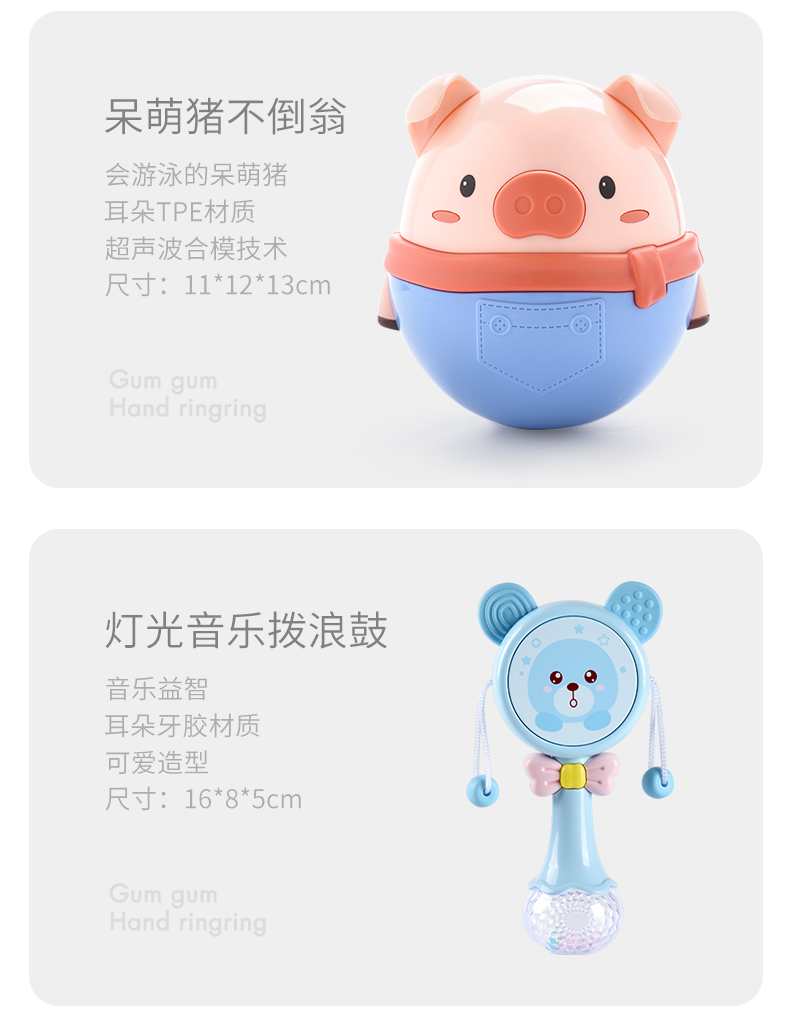 呆萌猪不倒翁
会游泳的呆萌猪
耳朵TPE材质
超声波合模技术
尺寸：11*12*13cm
Gum gum
Hand ringring
灯光音乐拨浪鼓
音乐益智
耳朵牙胶材质
可爱造型
尺寸：16*8*5cm
Gum gum
Hand ringring